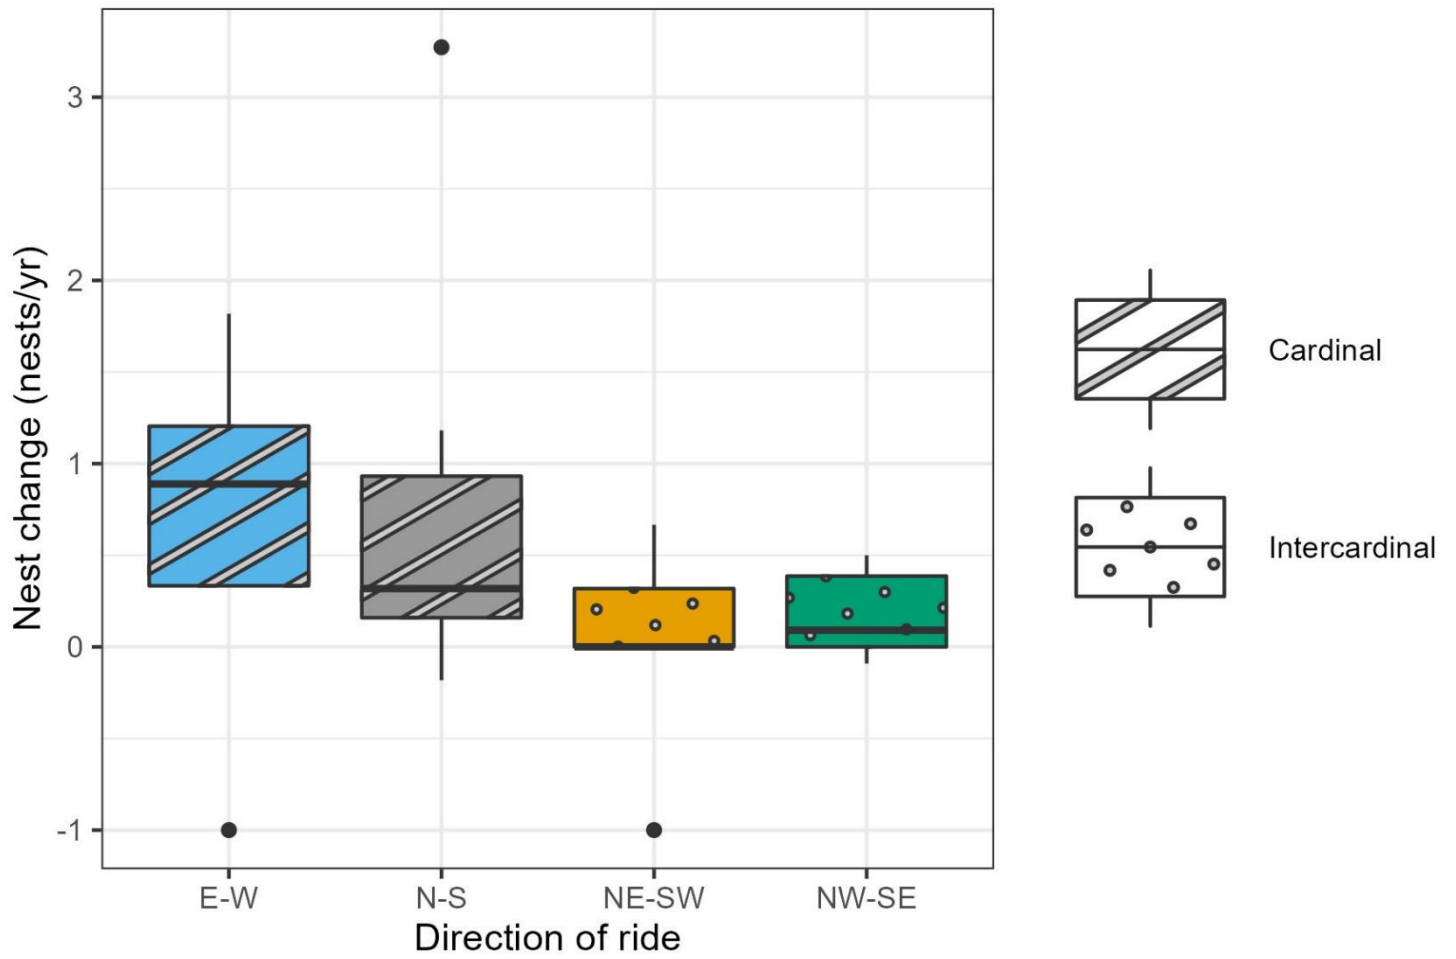 Nest change (nests/yr)
3
2
1
0
-1
E-W N-S NE-SW NW-SE
Direction of ride
Cardinal
Intercardinal